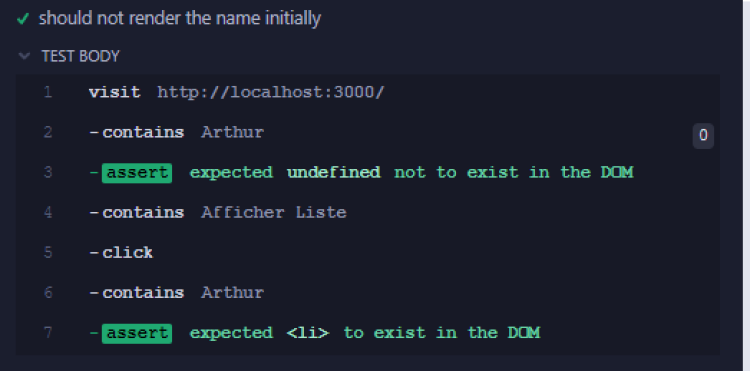 ✓ should not render the name initially
TEST BODY
1 visit http://localhost:3000/
2 -contains Arthur 0
3 -assert expected undefined not to exist in the DOM
4 -contains Afficher Liste
5 -click
6 -contains Arthur
7 -assert expected <li> to exist in the DOM